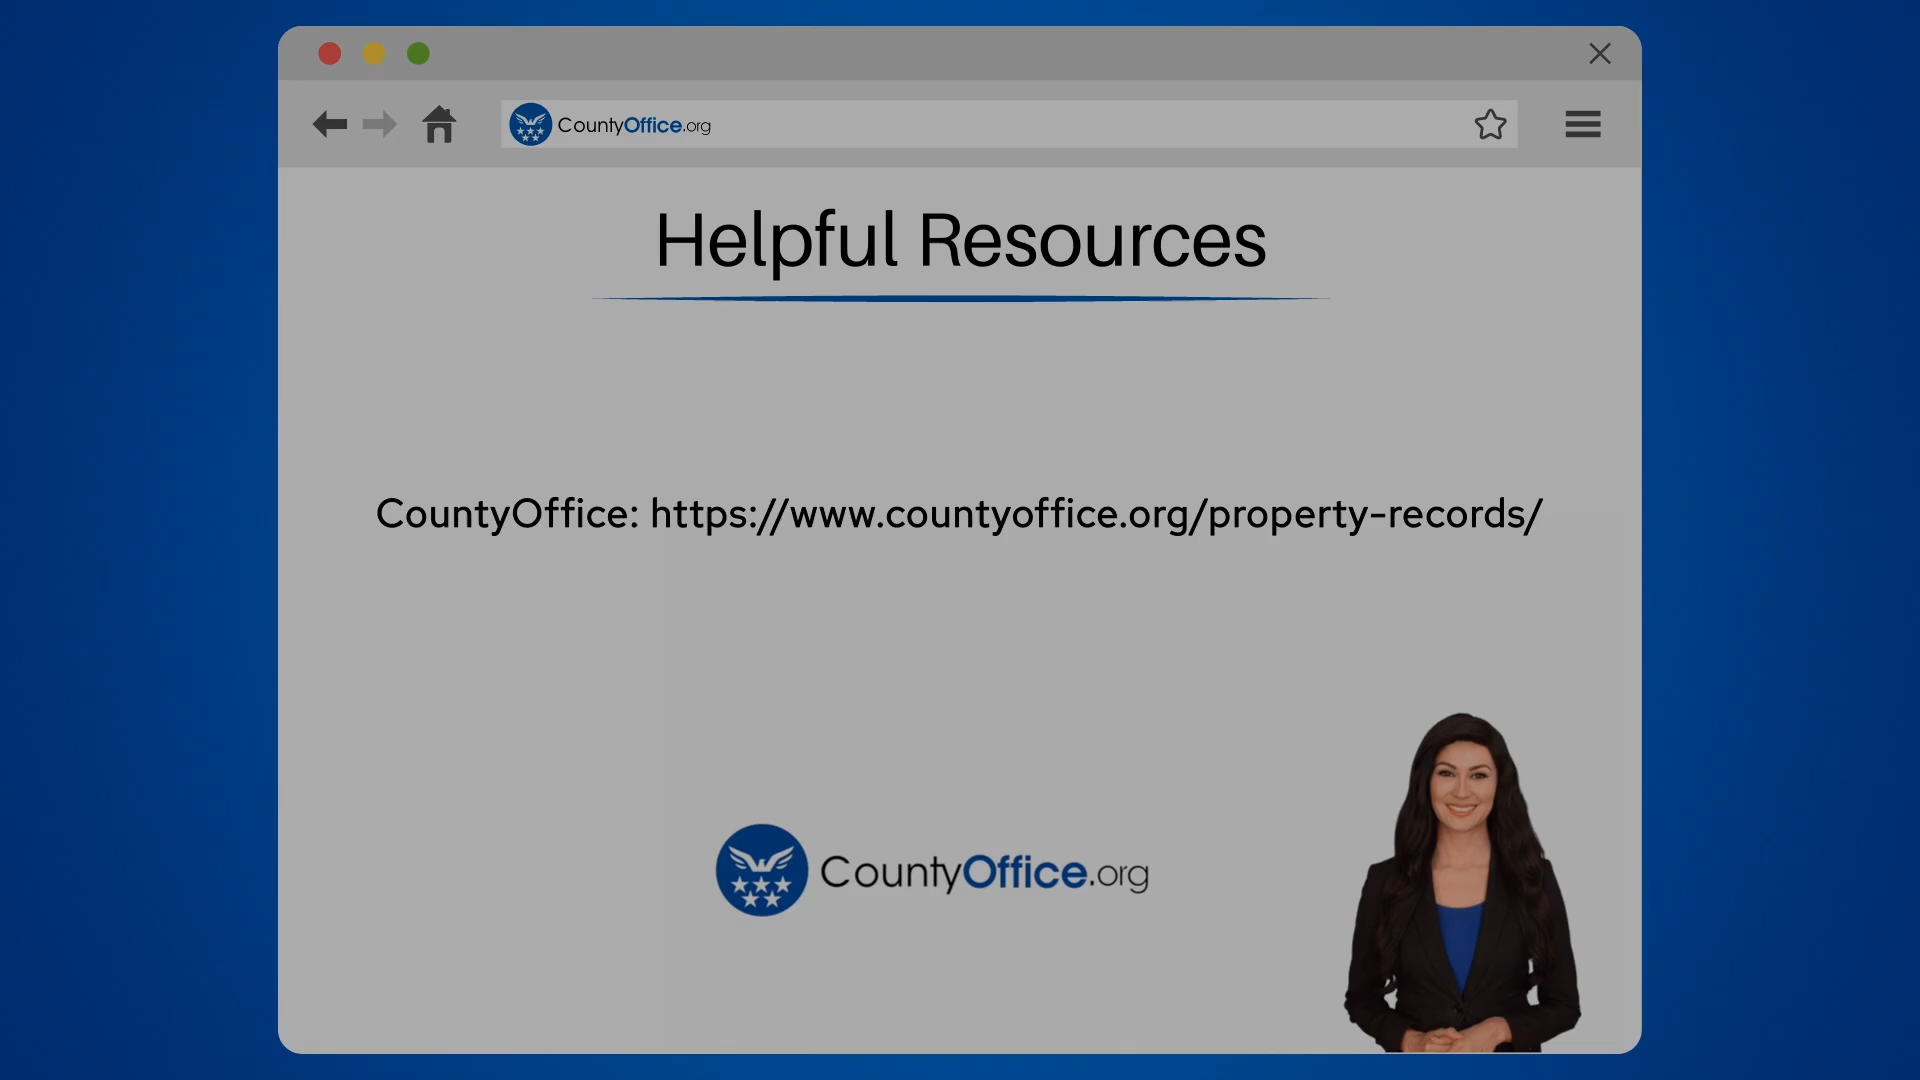 CountyOffice.org
Helpful Resources
CountyOffice: https://www.countyoffice.org/property-records/
CountyOffice.org